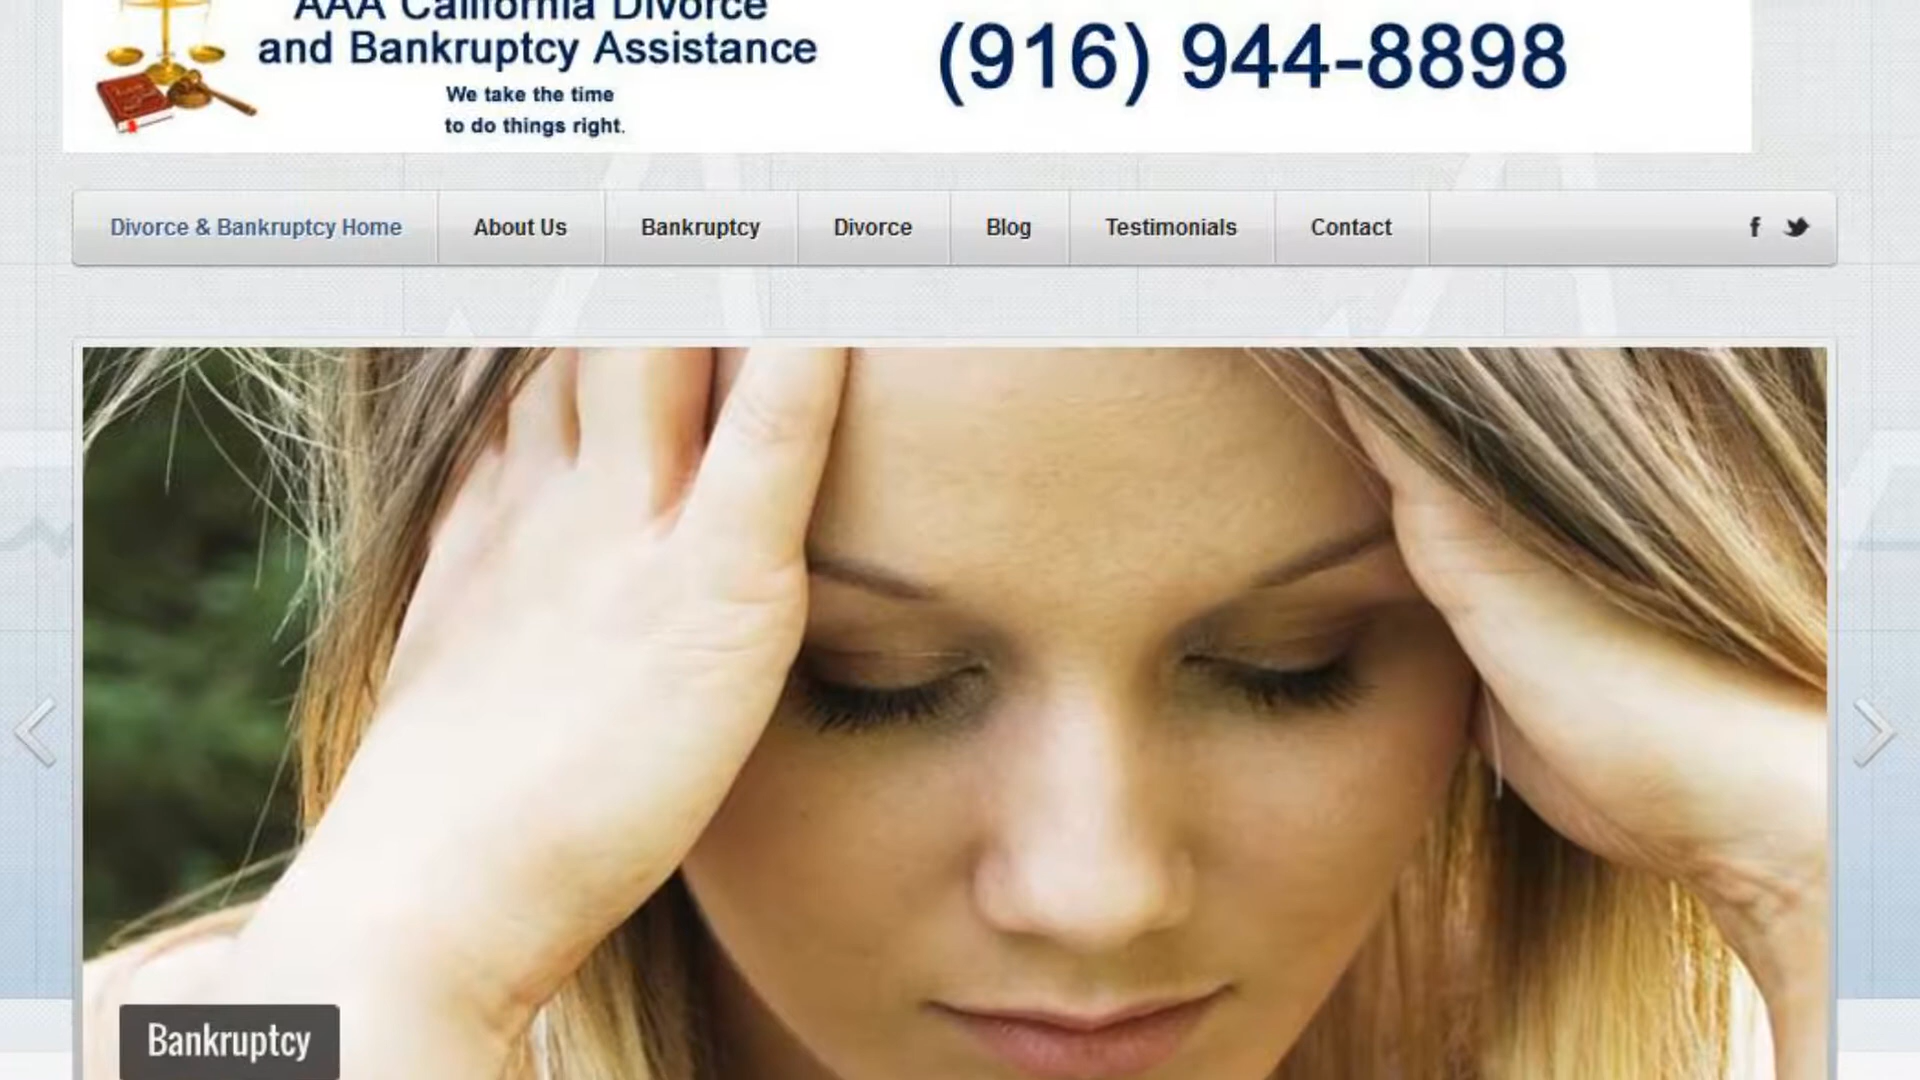 AAA California Divorce
and Bankruptcy Assistance
We take the time
to do things right.
(916) 944-8898
Divorce & Bankruptcy Home
About Us
Bankruptcy
Divorce
Blog
Testimonials
Contact
Bankruptcy